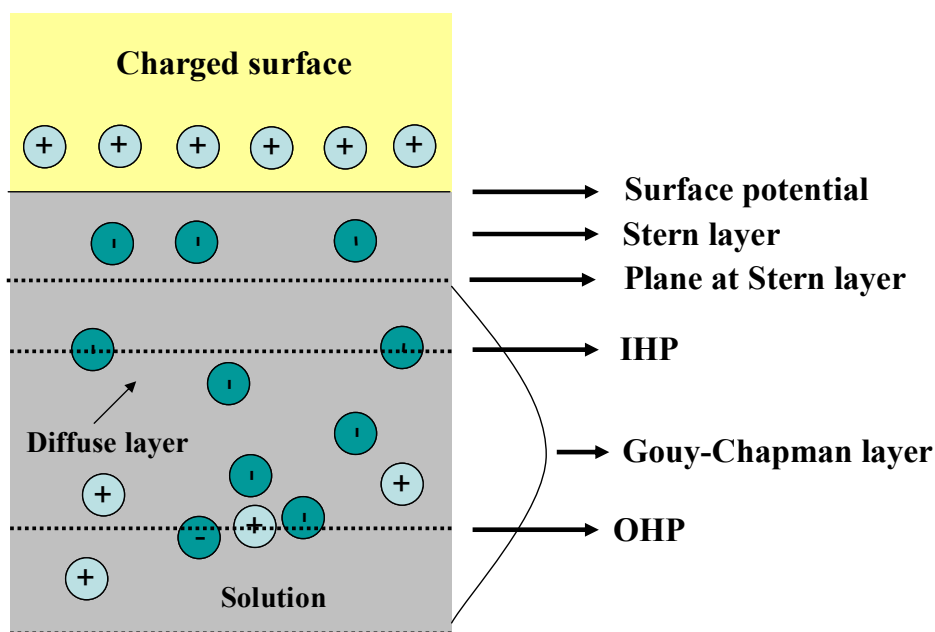 Charged surface
+ + + + + +
Surface potential
- - -
Stern layer
Plane at Stern layer
- -
IHP
-
Diffuse layer
-
Gouy-Chapman layer
-
+ +
- + -
OHP
+
Solution